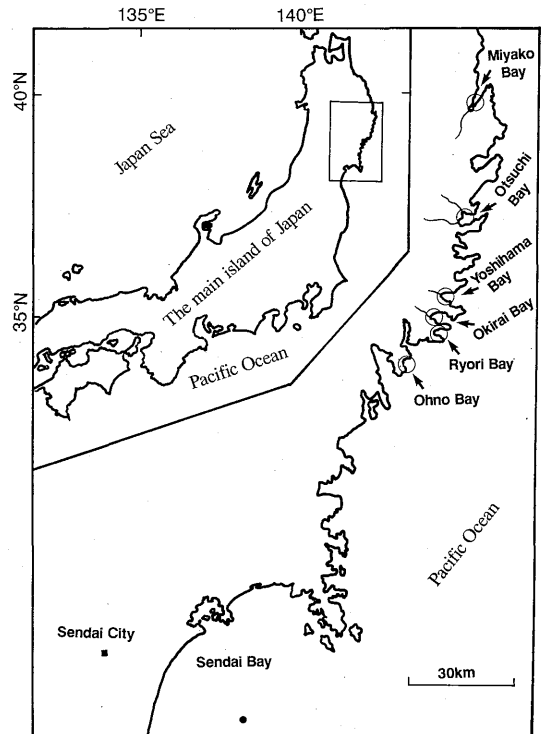 135°E
140°E
40°N
35°N
Japan Sea
The main island of Japan
Pacific Ocean
Miyako
Bay
Otsuchi
Bay
Yoshihama
Bay
Okirai Bay
Ryori Bay
Ohno Bay
Pacific Ocean
Sendai City
Sendai Bay
30km